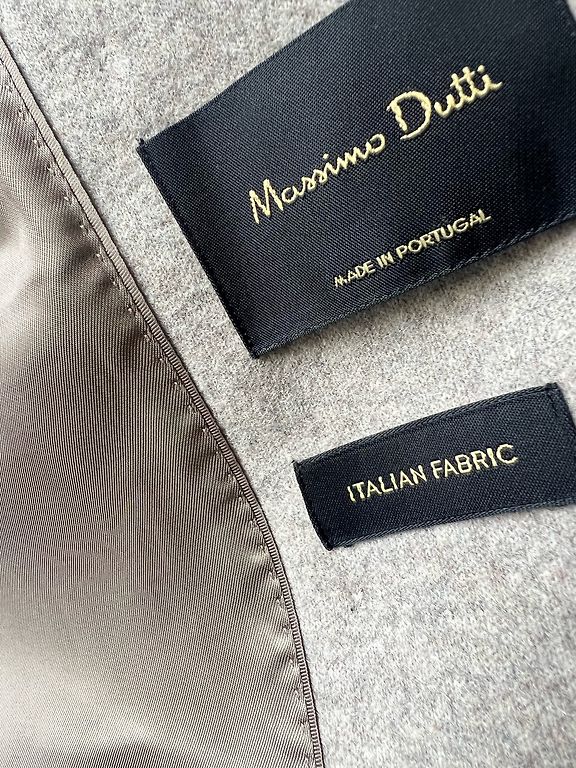 Massimo Dutti
MADE IN PORTUGAL
ITALIAN FABRIC